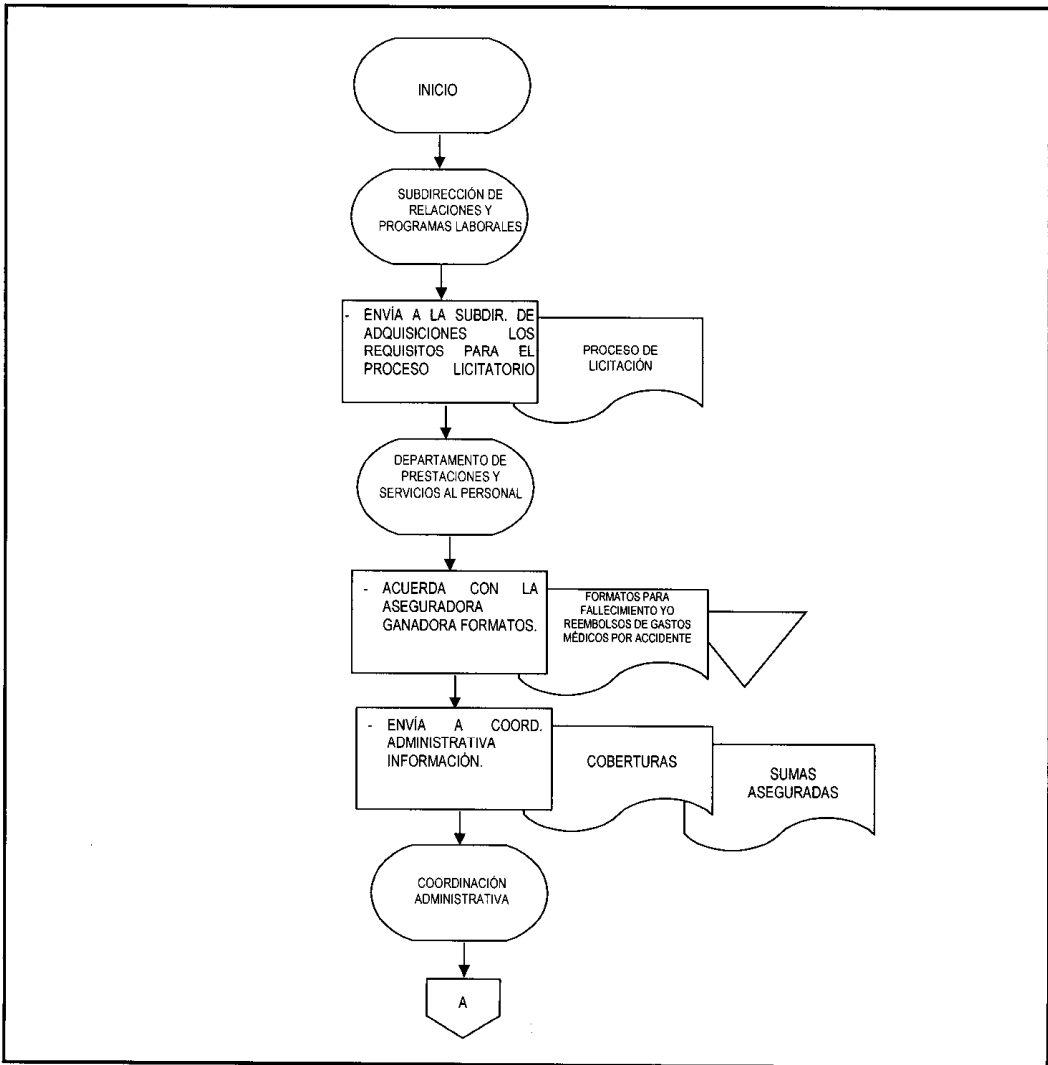 INICIO
SUBDIRECCIÓN DE
RELACIONES Y
PROGRAMAS LABORALES
- ENVÍA A LA SUBDIR. DE
ADQUISICIONES LOS
REQUISITOS PARA EL
PROCESO LICITATORIO
PROCESO DE
LICITACIÓN
DEPARTAMENTO DE
PRESTACIONES Y
SERVICIOS AL PERSONAL
- ACUERDA CON LA
ASEGURADORA
GANADORA FORMATOS.
FORMATOS PARA
FALLECIMIENTO YO
REEMBOLSOS DE GASTOS
MÉDICOS POR ACCIDENTE
- ENVÍA A COORD.
ADMINISTRATIVA
INFORMACIÓN.
COBERTURAS
SUMAS
ASEGURADAS
COORDINACIÓN
ADMINISTRATIVA
A